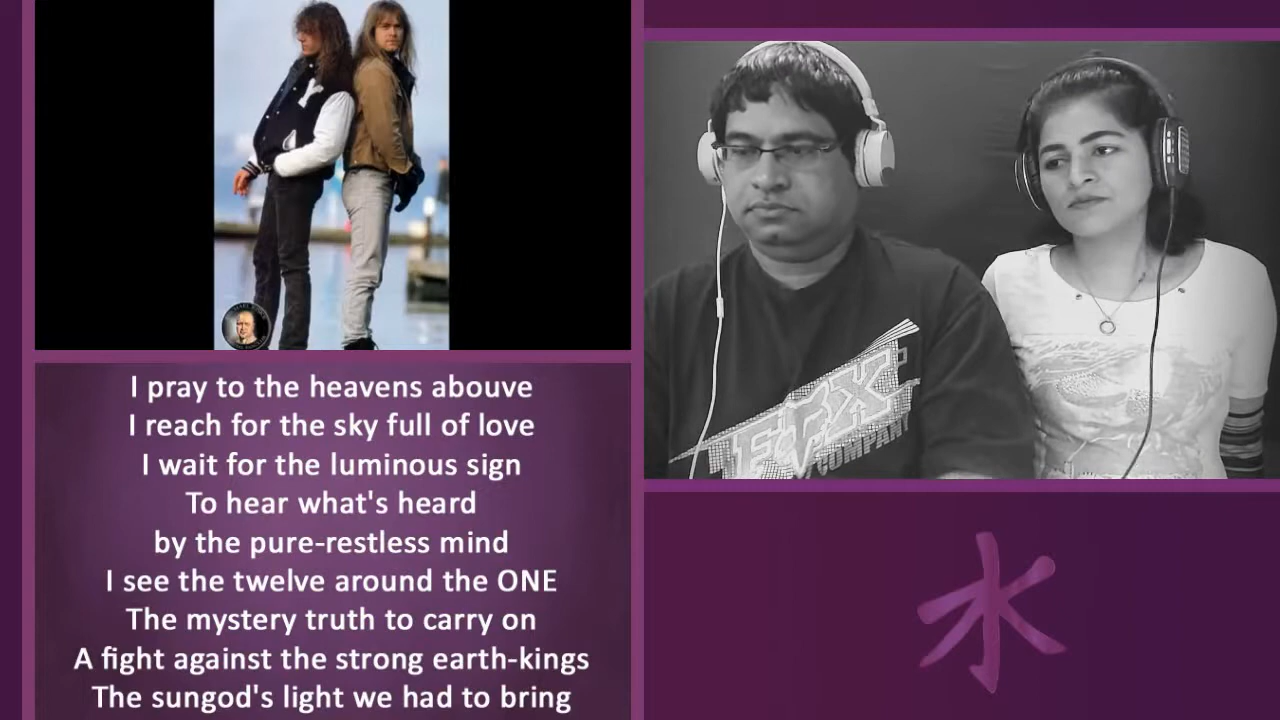 I pray to the heavens abouve
I reach for the sky full of love
I wait for the luminous sign
To hear what's heard
by the pure-restless mind
I see the twelve around the ONE
The mystery truth to carry on
A fight against the strong earth-kings
The sungod's light we had to bring
FOX
COMPANY
水